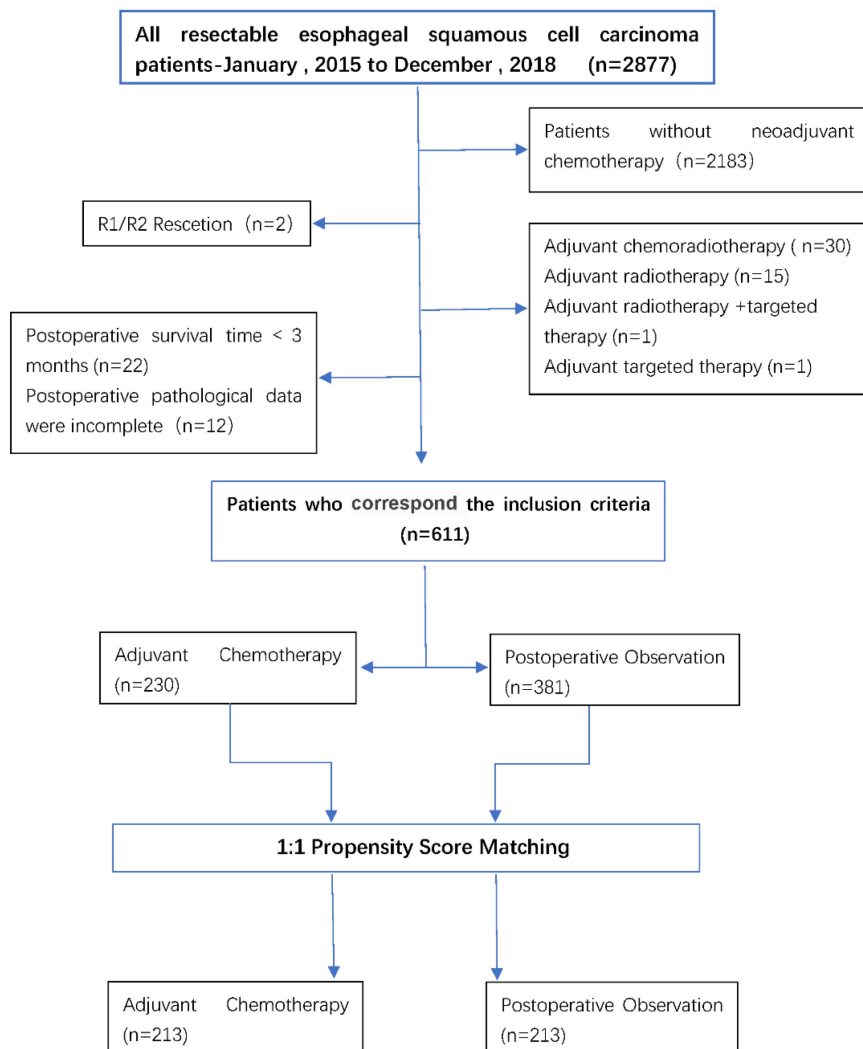 All resectable esophageal squamous cell carcinoma
patients-January , 2015 to December , 2018 (n=2877)
Patients without neoadjuvant
chemotherapy（n=2183）
R1/R2 Rescetion（n=2）
Adjuvant chemoradiotherapy ( n=30)
Adjuvant radiotherapy (n=15)
Adjuvant radiotherapy +targeted
therapy (n=1)
Adjuvant targeted therapy (n=1)
Postoperative survival time < 3
months (n=22)
Postoperative pathological data
were incomplete（n=12）
Patients who correspond the inclusion criteria
(n=611)
Adjuvant Chemotherapy
(n=230)
Postoperative Observation
(n=381)
1:1 Propensity Score Matching
Adjuvant Chemotherapy
(n=213)
Postoperative Observation
(n=213)